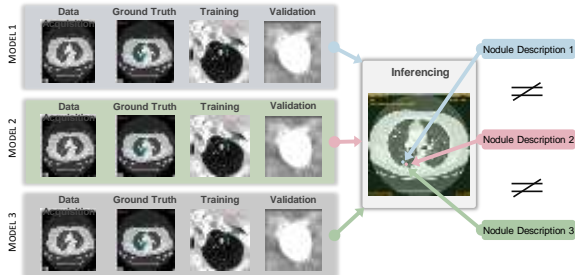 MODEL 1
Data
Acquisition
Ground Truth
Training
Validation
MODEL 2
Data
Acquisition
Ground Truth
Training
Validation
MODEL 3
Data
Acquisition
Ground Truth
Training
Validation
Inferencing
Nodule Description 1
≠
Nodule Description 2
≠
Nodule Description 3